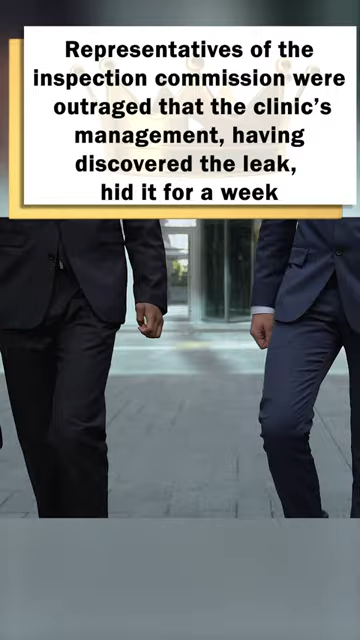 Representatives of the
inspection commission were
outraged that the clinic’s
management, having
discovered the leak,
hid it for a week